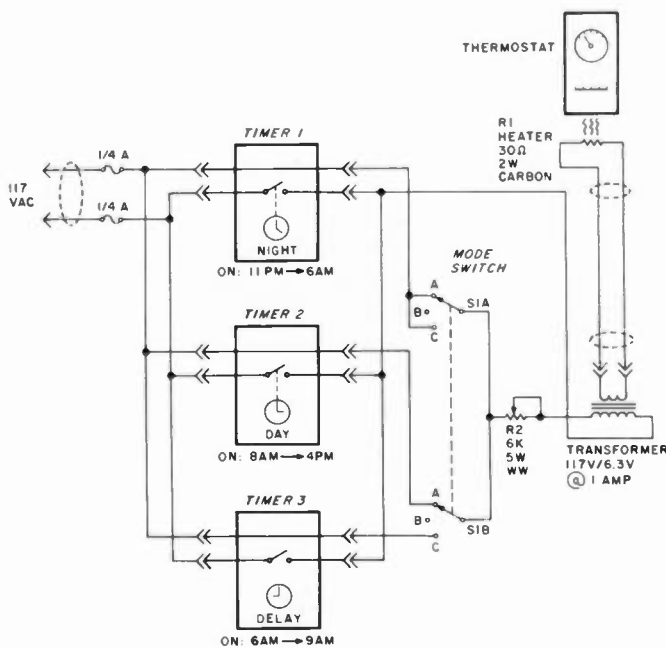 THERMOSTAT
R1
HEATER
30Ω
2W
CARBON
TIMER 1
1/4 A
117
VAC
1/4 A
NIGHT
ON: 11PM→6AM
MODE
SWITCH
A
S1A
B
C
TIMER 2
DAY
ON: 8AM→4PM
R2
6K
5W
WW
TRANSFORMER
117V/6.3V
@ 1 AMP
A
B
S1B
C
TIMER 3
DELAY
ON: 6AM→9AM